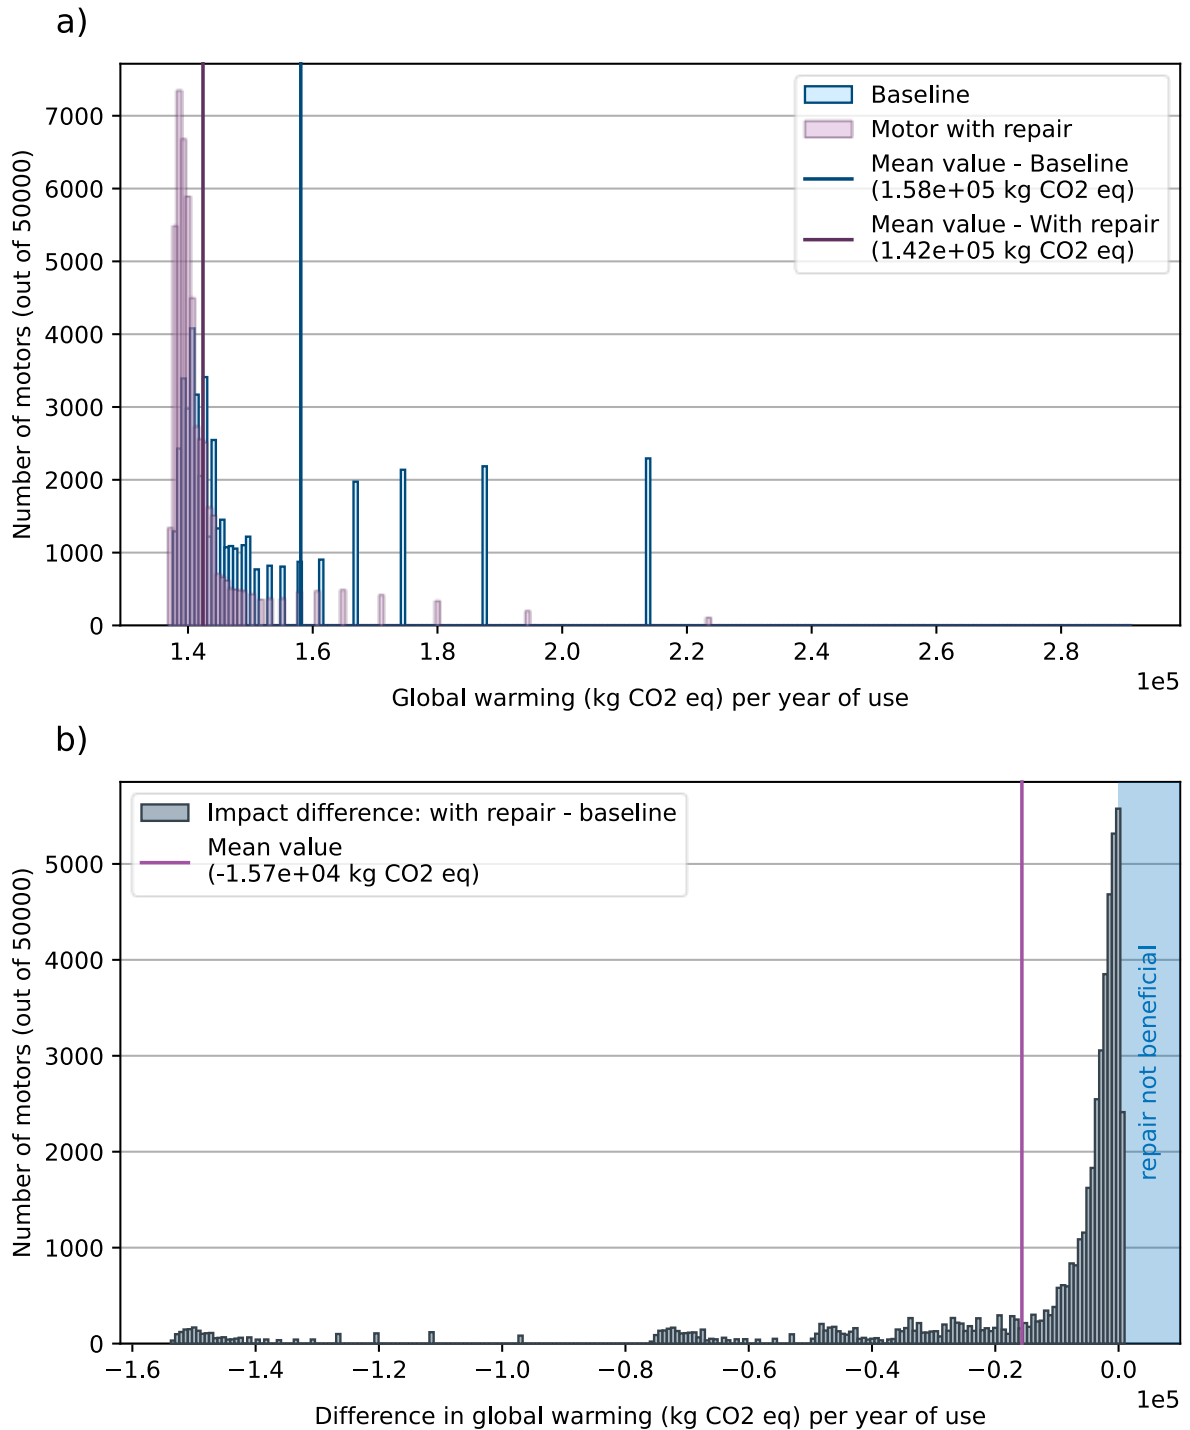 a)
Number of motors (out of 50000)
7000
6000
5000
4000
3000
2000
1000
0
Baseline
Motor with repair
Mean value - Baseline
(1.58e+05 kg CO2 eq)
Mean value - With repair
(1.42e+05 kg CO2 eq)
1.4 1.6 1.8 2.0 2.2 2.4 2.6 2.8
1e5
Global warming (kg CO2 eq) per year of use
b)
Number of motors (out of 50000)
5000
4000
3000
2000
1000
0
Impact difference: with repair - baseline
Mean value
(-1.57e+04 kg CO2 eq)
repair not beneficial
−1.6 −1.4 −1.2 −1.0 −0.8 −0.6 −0.4 −0.2 0.0
1e5
Difference in global warming (kg CO2 eq) per year of use